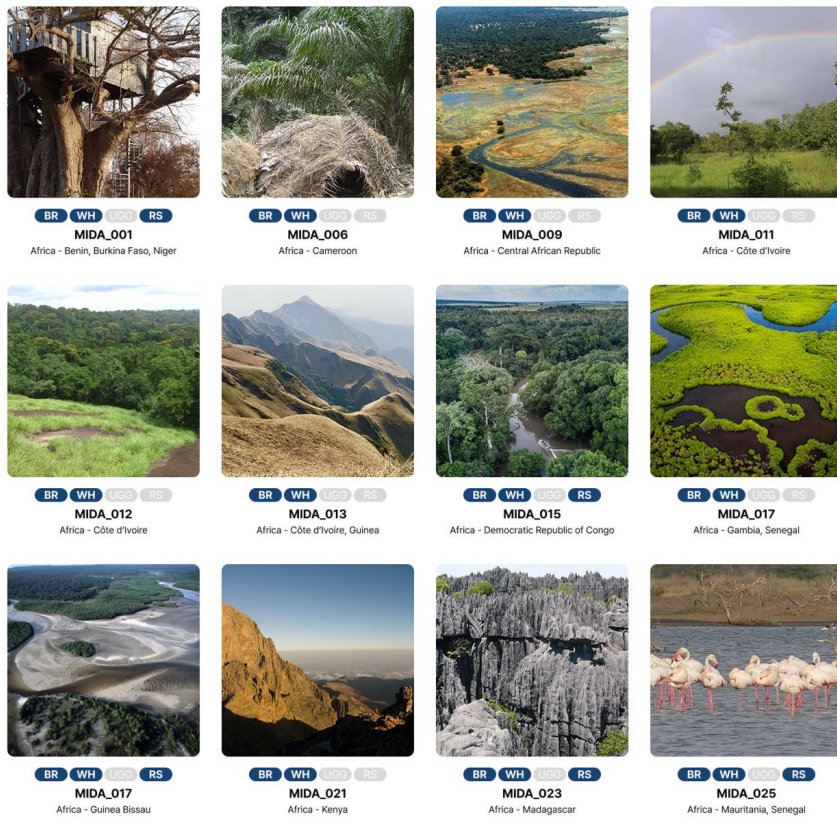 BR WH UGG RS
MIDA_001
Africa - Benin, Burkina Faso, Niger
BR WH UGG RS
MIDA_006
Africa - Cameroon
BR WH UGG RS
MIDA_009
Africa - Central African Republic
BR WH UGG RS
MIDA_011
Africa - Côte d'Ivoire
BR WH UGG RS
MIDA_012
Africa - Côte d'Ivoire
BR WH UGG RS
MIDA_013
Africa - Côte d'Ivoire, Guinea
BR WH UGG RS
MIDA_015
Africa - Democratic Republic of Congo
BR WH UGG RS
MIDA_017
Africa - Gambia, Senegal
BR WH UGG RS
MIDA_017
Africa - Guinea Bissau
BR WH UGG RS
MIDA_021
Africa - Kenya
BR WH UGG RS
MIDA_023
Africa - Madagascar
BR WH UGG RS
MIDA_025
Africa - Mauritania, Senegal